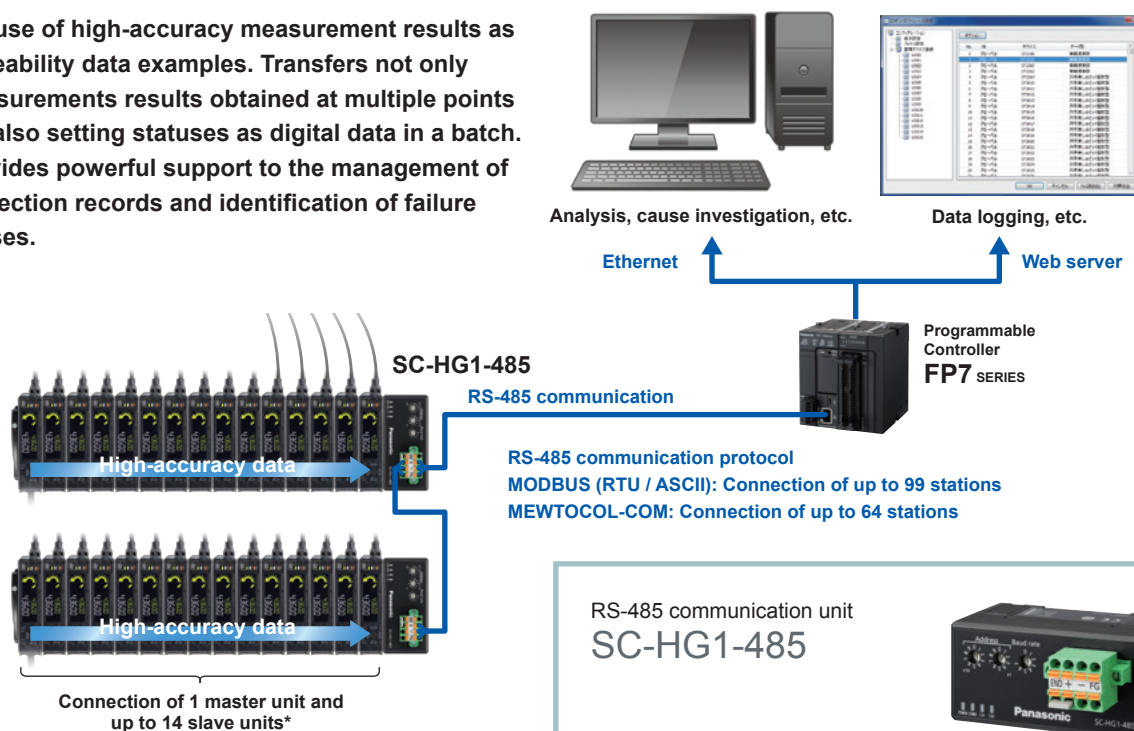 use of high-accuracy measurement results as
eability data examples. Transfers not only
surements results obtained at multiple points
also setting statuses as digital data in a batch.
vides powerful support to the management of
ection records and identification of failure
ses.
Analysis, cause investigation, etc.
Data logging, etc.
Ethernet
Web server
Programmable
Controller
FP7 SERIES
SC-HG1-485
RS-485 communication
High-accuracy data
RS-485 communication protocol
MODBUS (RTU / ASCII): Connection of up to 99 stations
MEWTOCOL-COM: Connection of up to 64 stations
Panasonic
High-accuracy data
Panasonic
Connection of 1 master unit and
up to 14 slave units*
RS-485 communication unit
SC-HG1-485
Address
Baud rate
END + − FG
Panasonic
SC-HG1-485